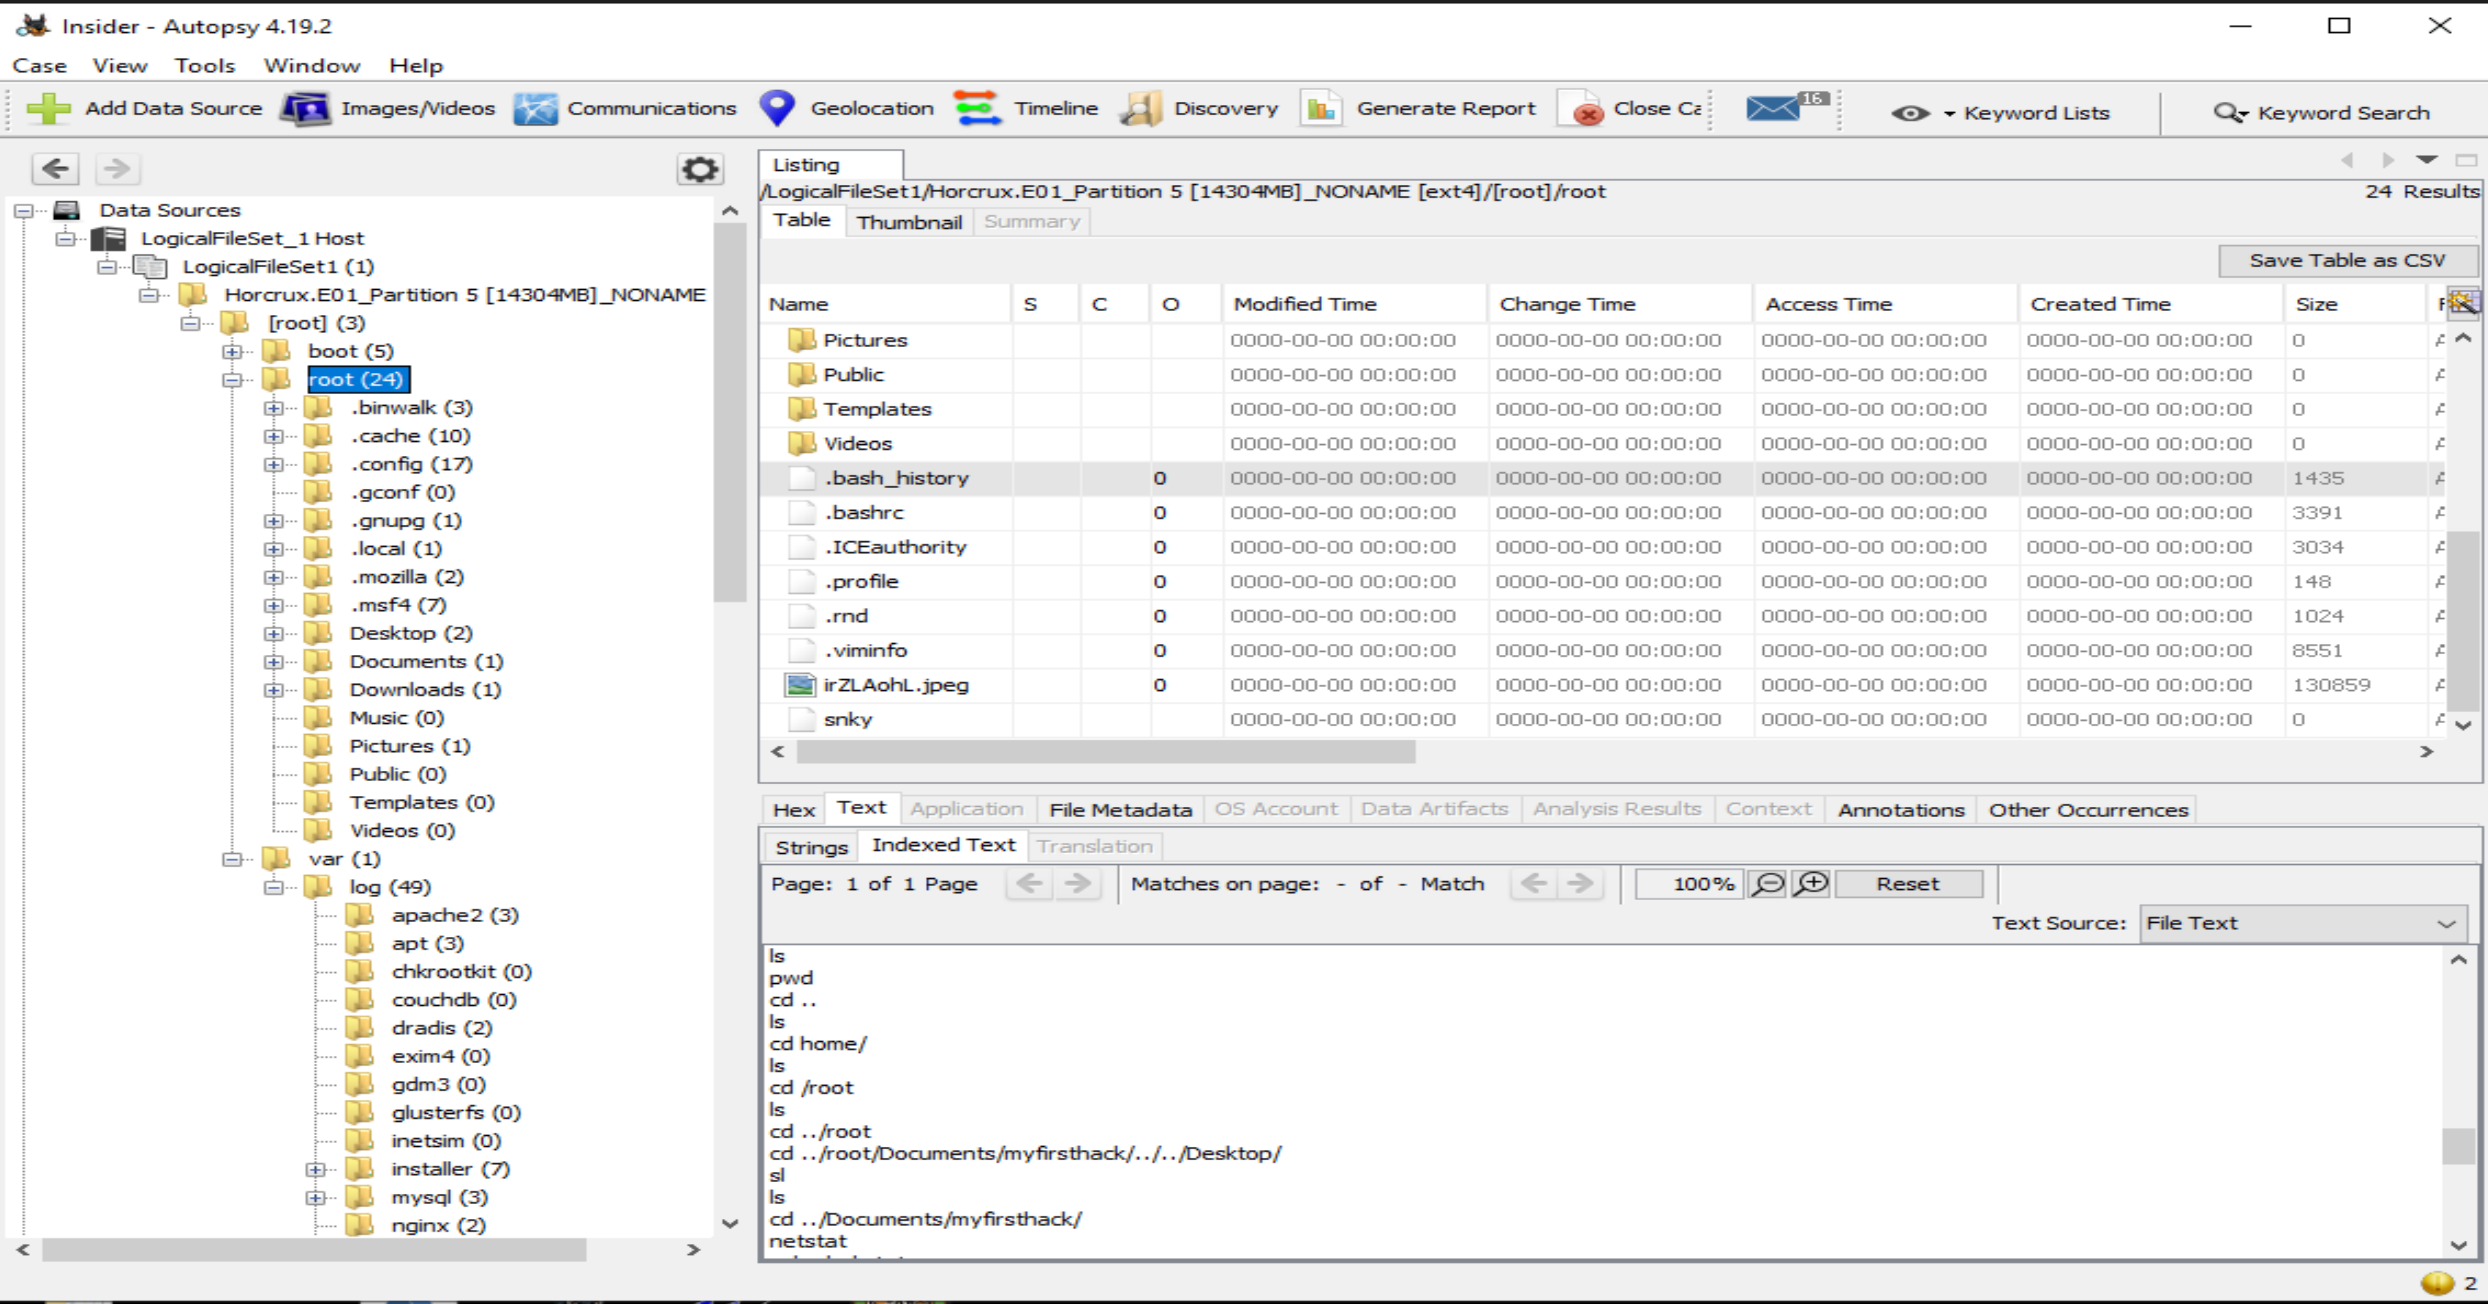 Insider - Autopsy 4.19.2
Case View Tools Window Help
Add Data Source Images/Videos Communications Geolocation Timeline Discovery Generate Report Close Ca 16 Keyword Lists Keyword Search
Data Sources
LogicalFileSet_1 Host
LogicalFileSet1 (1)
Horcrux.E01_Partition 5 [14304MB]_NONAME
[root] (3)
boot (5)
root (24)
.binwalk (3)
.cache (10)
.config (17)
.gconf (0)
.gnupg (1)
.local (1)
.mozilla (2)
.msf4 (7)
Desktop (2)
Documents (1)
Downloads (1)
Music (0)
Pictures (1)
Public (0)
Templates (0)
Videos (0)
var (1)
log (49)
apache2 (3)
apt (3)
chkrootkit (0)
couchdb (0)
dradis (2)
exim4 (0)
gdm3 (0)
glusterfs (0)
inetsim (0)
installer (7)
mysql (3)
nginx (2)
Listing
/LogicalFileSet1/Horcrux.E01_Partition 5 [14304MB]_NONAME [ext4]/[root]/root 24 Results
Table Thumbnail Summary
Save Table as CSV
Name S C O Modified Time Change Time Access Time Created Time Size
Pictures 0000-00-00 00:00:00 0000-00-00 00:00:00 0000-00-00 00:00:00 0000-00-00 00:00:00 0
Public 0000-00-00 00:00:00 0000-00-00 00:00:00 0000-00-00 00:00:00 0000-00-00 00:00:00 0
Templates 0000-00-00 00:00:00 0000-00-00 00:00:00 0000-00-00 00:00:00 0000-00-00 00:00:00 0
Videos 0000-00-00 00:00:00 0000-00-00 00:00:00 0000-00-00 00:00:00 0000-00-00 00:00:00 0
.bash_history 0 0000-00-00 00:00:00 0000-00-00 00:00:00 0000-00-00 00:00:00 0000-00-00 00:00:00 1435
.bashrc 0 0000-00-00 00:00:00 0000-00-00 00:00:00 0000-00-00 00:00:00 0000-00-00 00:00:00 3391
.ICEauthority 0 0000-00-00 00:00:00 0000-00-00 00:00:00 0000-00-00 00:00:00 0000-00-00 00:00:00 3034
.profile 0 0000-00-00 00:00:00 0000-00-00 00:00:00 0000-00-00 00:00:00 0000-00-00 00:00:00 148
.rnd 0 0000-00-00 00:00:00 0000-00-00 00:00:00 0000-00-00 00:00:00 0000-00-00 00:00:00 1024
.viminfo 0 0000-00-00 00:00:00 0000-00-00 00:00:00 0000-00-00 00:00:00 0000-00-00 00:00:00 8551
irZLAohL.jpeg 0 0000-00-00 00:00:00 0000-00-00 00:00:00 0000-00-00 00:00:00 0000-00-00 00:00:00 130859
snky 0000-00-00 00:00:00 0000-00-00 00:00:00 0000-00-00 00:00:00 0000-00-00 00:00:00 0
Hex Text Application File Metadata OS Account Data Artifacts Analysis Results Context Annotations Other Occurrences
Strings Indexed Text Translation
Page: 1 of 1 Page Matches on page: - of - Match 100% Reset
Text Source: File Text
ls
pwd
cd ..
ls
cd home/
ls
cd /root
ls
cd ../root
cd ../root/Documents/myfirsthack/../../Desktop/
sl
ls
cd ../Documents/myfirsthack/
netstat
2